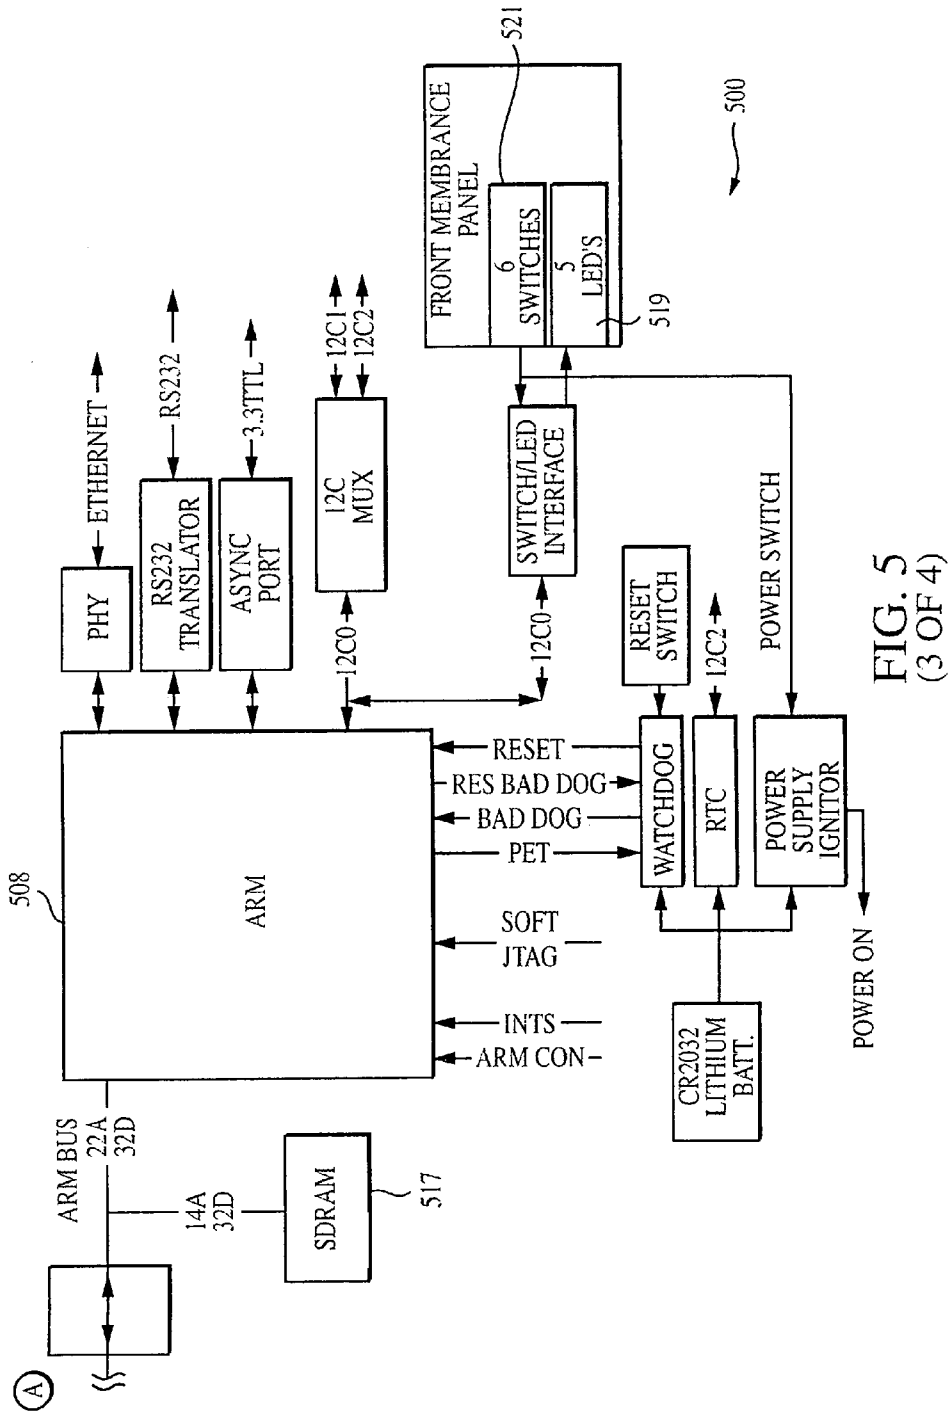 A
ARM BUS
22A
32D
14A
32D
SDRAM
517
508
ARM
PHY
ETHERNET
RS232
TRANSLATOR
RS232
ASYNC
PORT
3.3TTL
12C0
12C
MUX
12C1
12C2
12C0
SWITCH/LED
INTERFACE
FRONT MEMBRANCE
PANEL
6
SWITCHES
5
LED'S
521
519
500
ARM CON
INTS
SOFT
JTAG
PET
BAD DOG
RES BAD DOG
RESET
WATCHDOG
RESET
SWITCH
RTC
12C2
POWER
SUPPLY
IGNITOR
POWER SWITCH
CR2032
LITHIUM
BATT.
POWER ON
FIG. 5
(3 OF 4)